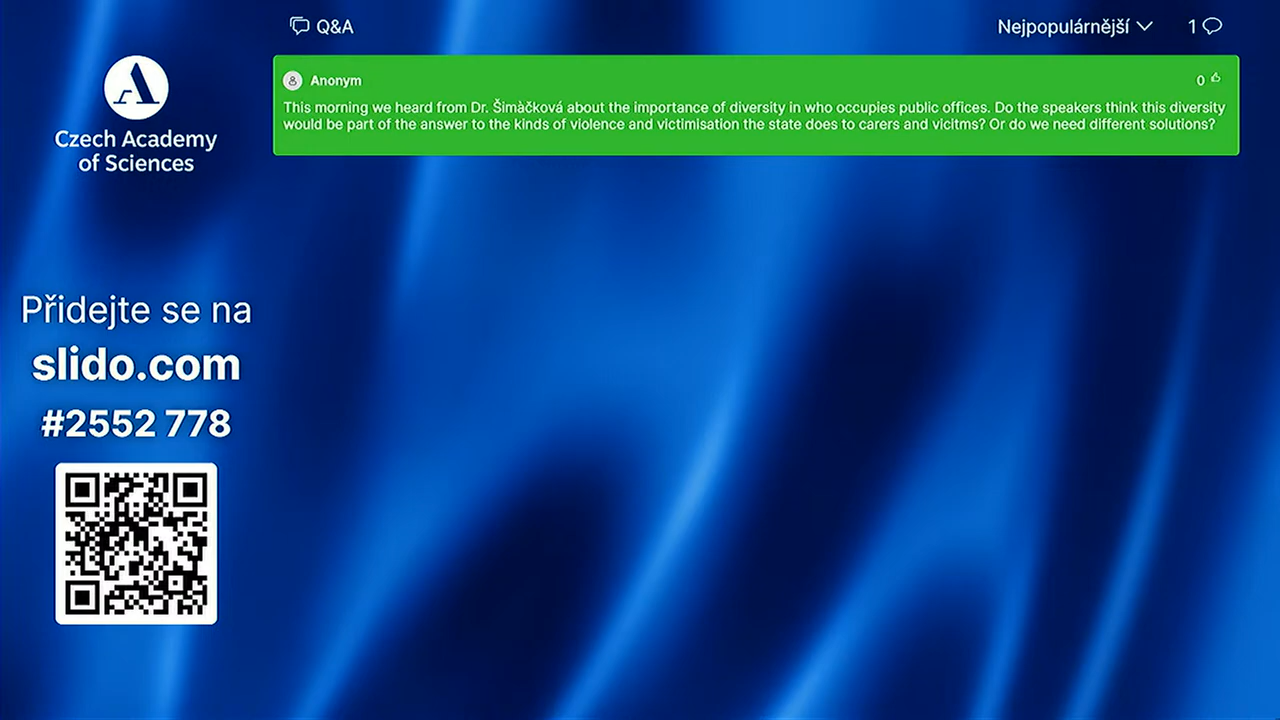 Q&A
Nejpopulárnější
1
Czech Academy
of Sciences
Anonym
0
This morning we heard from Dr. Šimàčková about the importance of diversity in who occupies public offices. Do the speakers think this diversity
would be part of the answer to the kinds of violence and victimisation the state does to carers and vicitms? Or do we need different solutions?
Přidejte se na
slido.com
#2552 778